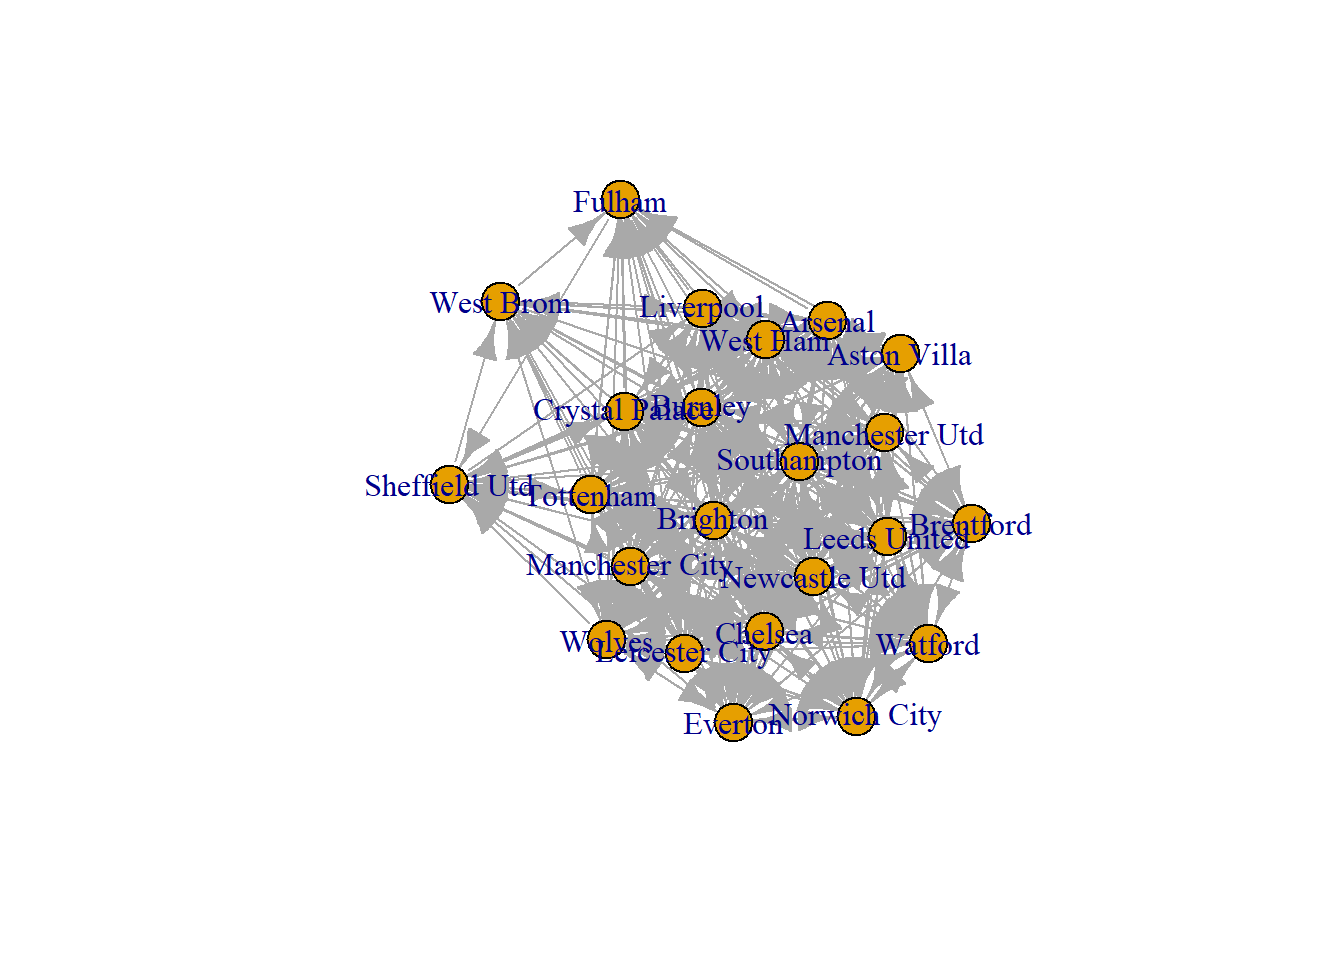 Fulham
West Brom
Liverpool
Arsenal
West Ham
Aston Villa
Crystal Palace
Burnley
Manchester Utd
Southampton
Sheffield Utd
Tottenham
Brighton
Brentford
Leeds United
Manchester City
Newcastle Utd
Chelsea
Wolves
Leicester City
Watford
Everton
Norwich City